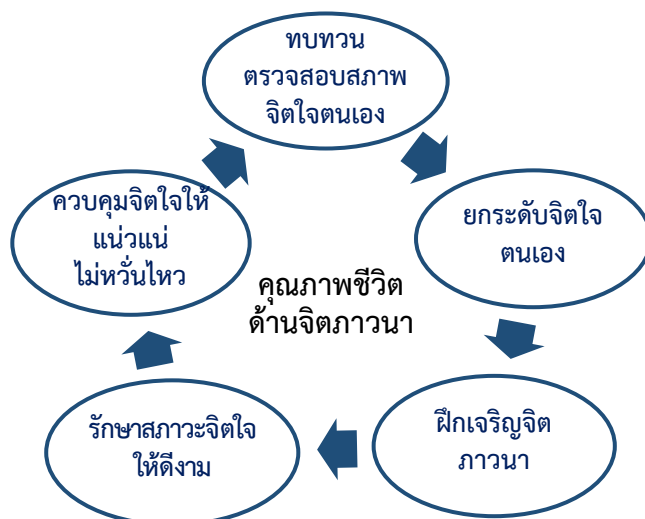 ทบทวน
ตรวจสอบสภาพ
จิตใจตนเอง
ยกระดับจิตใจ
ตนเอง
ฝึกเจริญจิต
ภาวนา
รักษาสภาวะจิตใจ
ให้ดีงาม
ควบคุมจิตใจให้
แน่วแน่
ไม่หวั่นไหว
คุณภาพชีวิต
ด้านจิตภาวนา